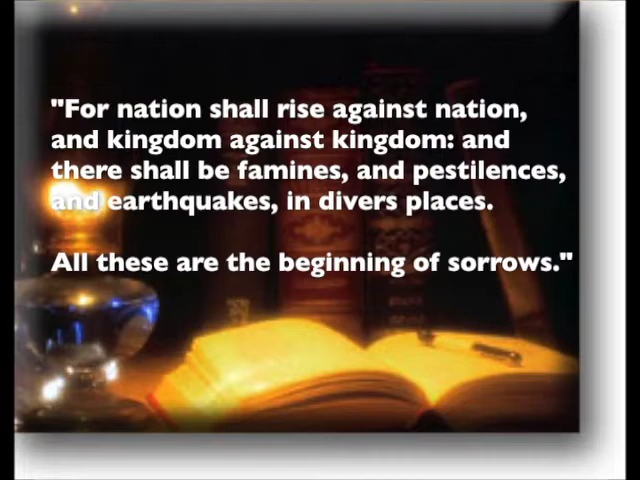 "For nation shall rise against nation,
and kingdom against kingdom: and
there shall be famines, and pestilences,
and earthquakes, in divers places.
All these are the beginning of sorrows."